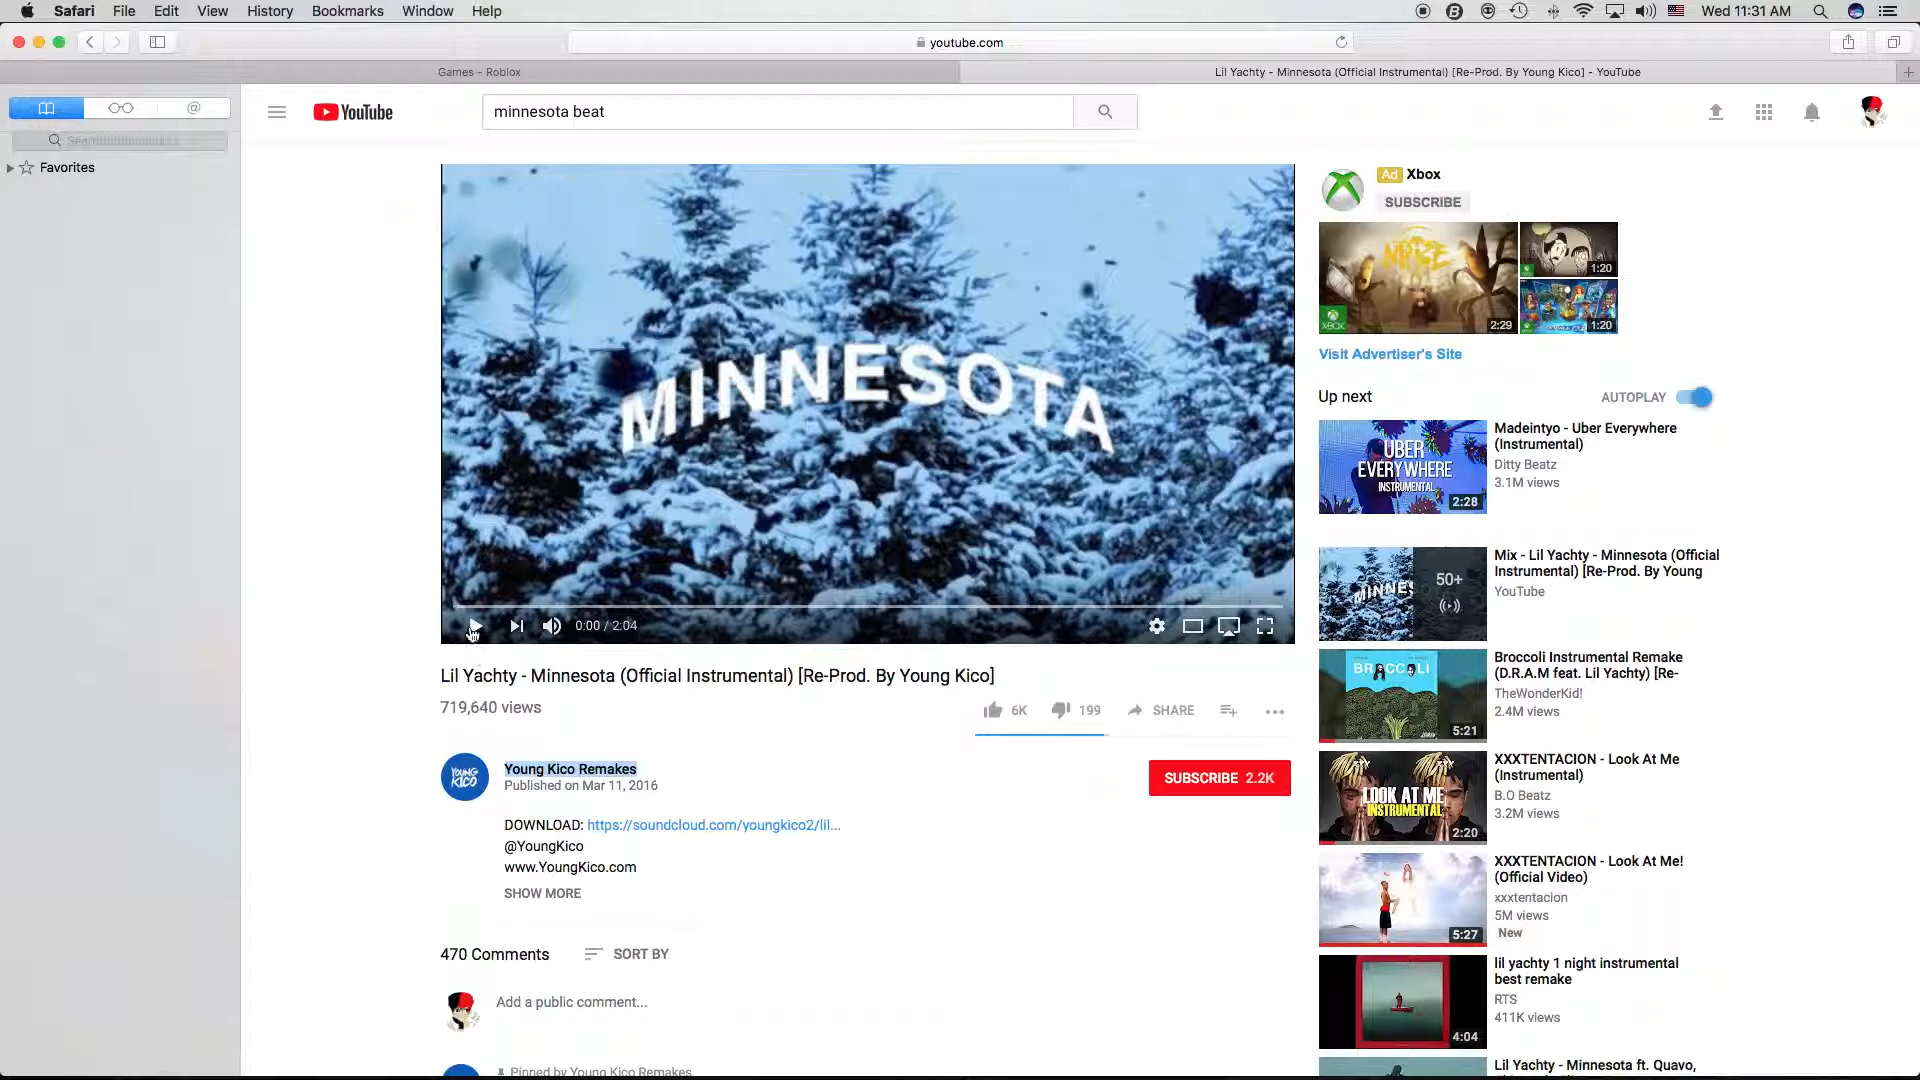 Safari File Edit View History Bookmarks Window Help
Wed 11:31 AM
youtube.com
Games – Roblox
Lil Yachty - Minnesota (Official Instrumental) [Re-Prod. By Young Kico] - YouTube
Favorites
YouTube
minnesota beat
MINNESOTA
0:00 / 2:04
Lil Yachty - Minnesota (Official Instrumental) [Re-Prod. By Young Kico]
719,640 views
6K 199 SHARE
YOUNG
KICO
Young Kico Remakes
Published on Mar 11, 2016
SUBSCRIBE 2.2K
DOWNLOAD: https://soundcloud.com/youngkico2/lil...
@YoungKico
www.YoungKico.com
SHOW MORE
470 Comments SORT BY
Add a public comment...
Pinned by Young Kico Remakes
Ad Xbox
SUBSCRIBE
MAIZE
XBOX
2:29
1:20
1:20
Visit Advertiser's Site
Up next AUTOPLAY
UBER
EVERYWHERE
INSTRUMENTAL
2:28
Madeintyo - Uber Everywhere
(Instrumental)
Ditty Beatz
3.1M views
MINNES
50+
Mix - Lil Yachty - Minnesota (Official
Instrumental) [Re-Prod. By Young
YouTube
BROCCOLI
5:21
Broccoli Instrumental Remake
(D.R.A.M feat. Lil Yachty) [Re-
TheWonderKid!
2.4M views
LOOK AT ME
INSTRUMENTAL
2:20
XXXTENTACION - Look At Me
(Instrumental)
B.O Beatz
3.2M views
5:27
XXXTENTACION - Look At Me!
(Official Video)
xxxtentacion
5M views
New
4:04
lil yachty 1 night instrumental
best remake
RTS
411K views
Lil Yachty - Minnesota ft. Quavo,